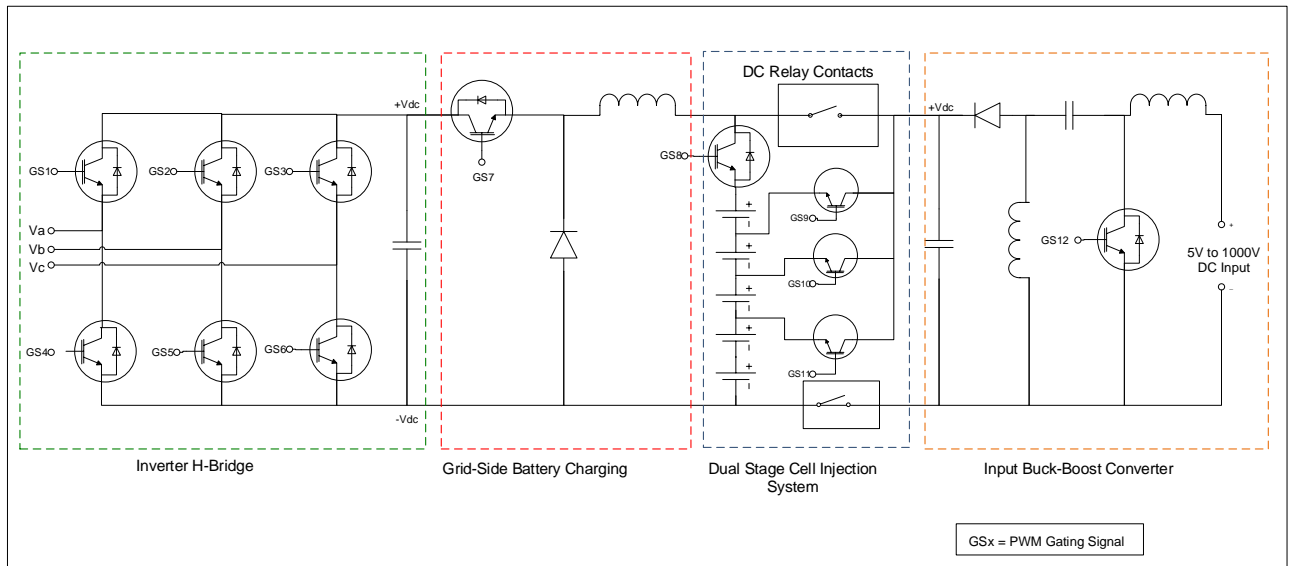 DC Relay Contacts
+Vdc
+Vdc
GS1
GS2
GS3
GS7
GS8
Va
Vb
Vc
GS9
GS10
GS11
GS12
+
5V to 1000V
DC Input
-
+
-
+
-
+
-
+
-
+
-
GS4
GS5
GS6
-Vdc
Inverter H-Bridge
Grid-Side Battery Charging
Dual Stage Cell Injection
System
Input Buck-Boost Converter
GSx = PWM Gating Signal